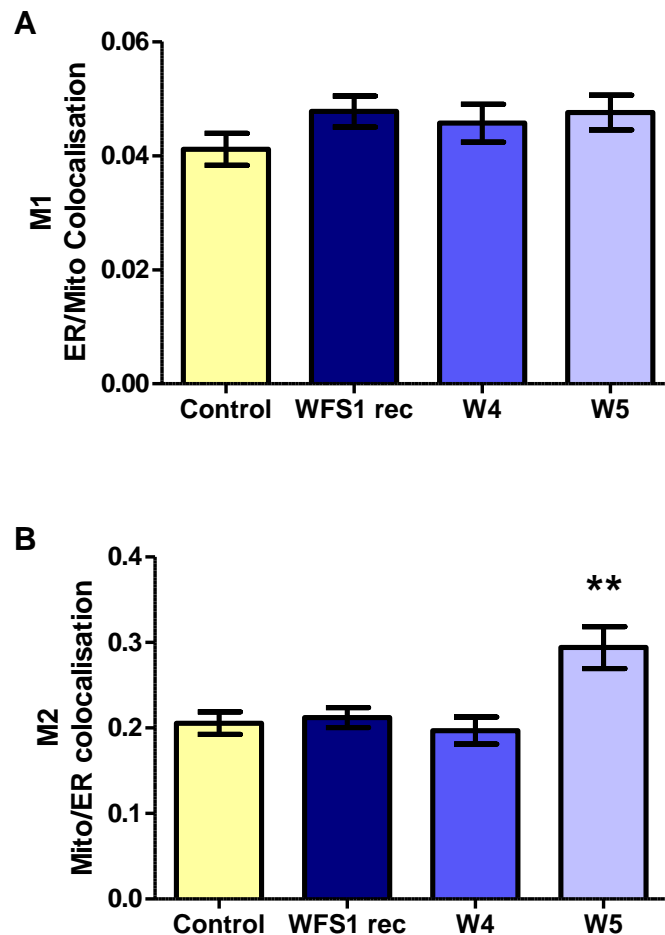 A
M1
ER/Mito Colocalisation
0.06
0.04
0.02
0.00
Control WFS1 rec W4 W5
B
M2
Mito/ER colocalisation
0.4
0.3
0.2
0.1
0.0
**
Control WFS1 rec W4 W5